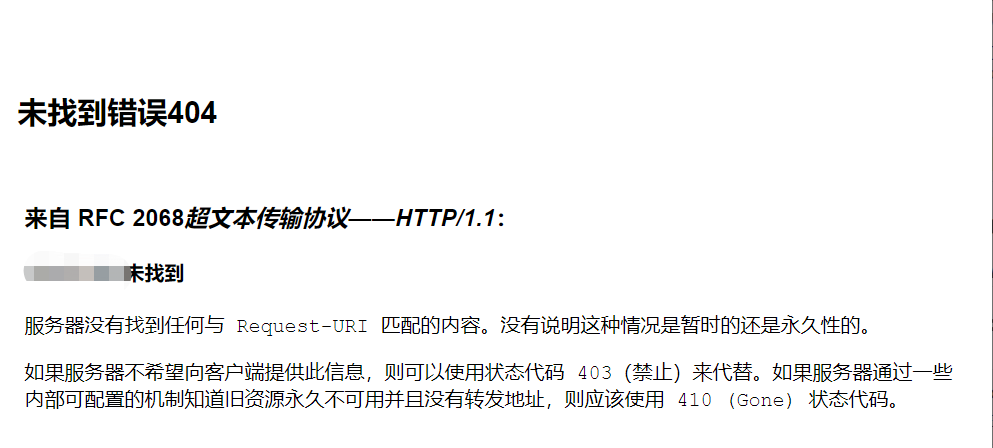 未找到错误404
来自 RFC 2068超文本传输协议——HTTP/1.1：
未找到
服务器没有找到任何与 Request-URI 匹配的内容。没有说明这种情况是暂时的还是永久性的。
如果服务器不希望向客户端提供此信息，则可以使用状态代码 403（禁止）来代替。如果服务器通过一些
内部可配置的机制知道旧资源永久不可用并且没有转发地址，则应该使用 410 (Gone) 状态代码。